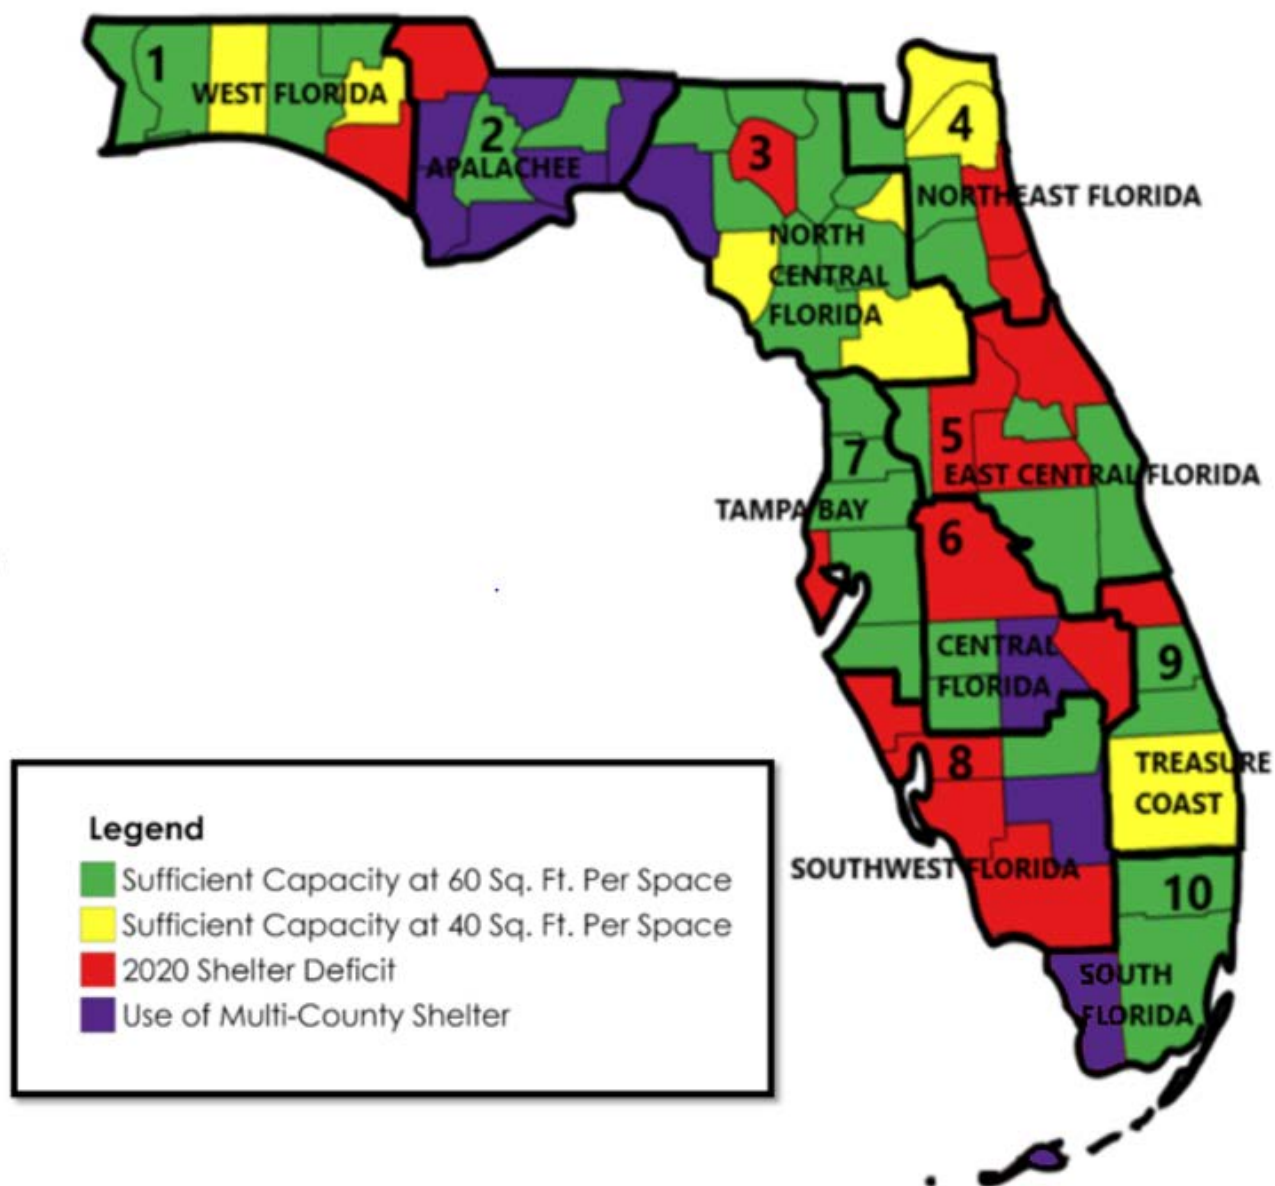 1
WEST FLORIDA
2
APALACHEE
3
4
NORTHEAST FLORIDA
NORTH
CENTRAL
FLORIDA
5
EAST CENTRAL FLORIDA
7
TAMPA BAY
6
CENTRAL
FLORIDA
9
8
TREASURE
COAST
SOUTHWEST FLORIDA
10
SOUTH
FLORIDA
Legend
Sufficient Capacity at 60 Sq. Ft. Per Space
Sufficient Capacity at 40 Sq. Ft. Per Space
2020 Shelter Deficit
Use of Multi-County Shelter